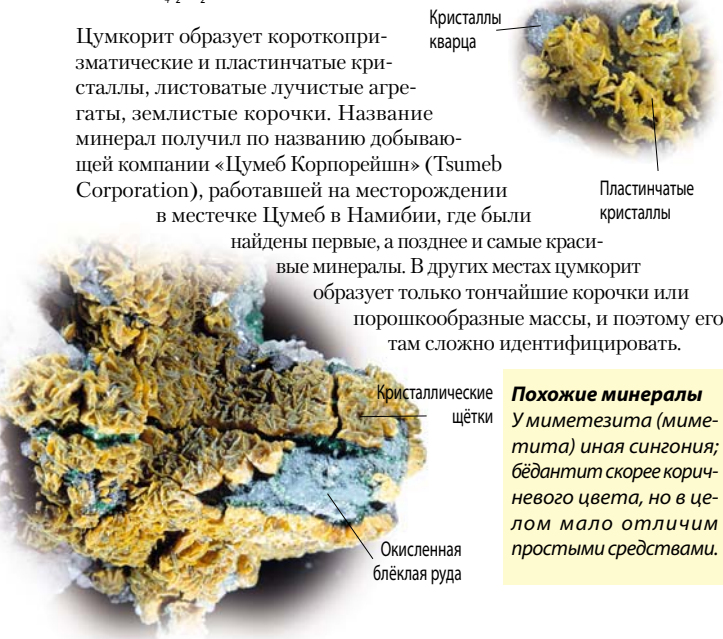 Кристаллы
кварца
Цумкорит образует короткопри-
зматические и пластинчатые кри-
сталлы, листоватые лучистые агре-
гаты, землистые корочки. Название
минерал получил по названию добываю-
щей компании «Цумеб Корпорейшн» (Tsumeb
Corporation), работавшей на месторождении
в местечке Цумеб в Намибии, где были
найдены первые, а позднее и самые краси-
вые минералы. В других местах цумкорит
образует только тончайшие корочки или
порошкообразные массы, и поэтому его
там сложно идентифицировать.
Пластинчатые
кристаллы
Кристаллические
щётки
Окисленная
блёклая руда
Похожие минералы
У миметезита (миме-
тита) иная сингония;
бёдантит скорее корич-
невого цвета, но в це-
лом мало отличим
простыми средствами.